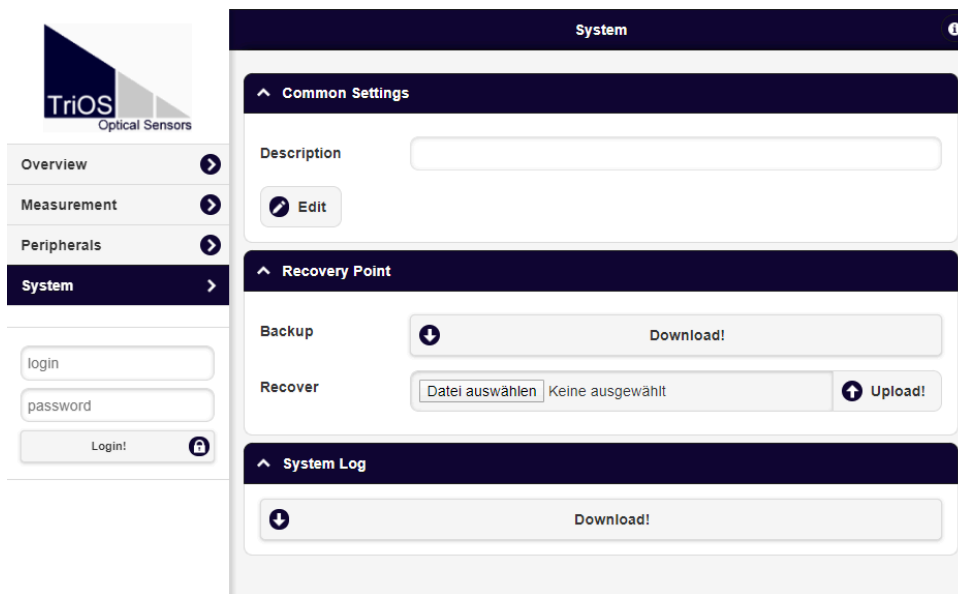 TriOS
Optical Sensors
Overview
Measurement
Peripherals
System
login
password
Login!
System
Common Settings
Description
Edit
Recovery Point
Backup
Download!
Recover
Datei auswählen Keine ausgewählt
Upload!
System Log
Download!